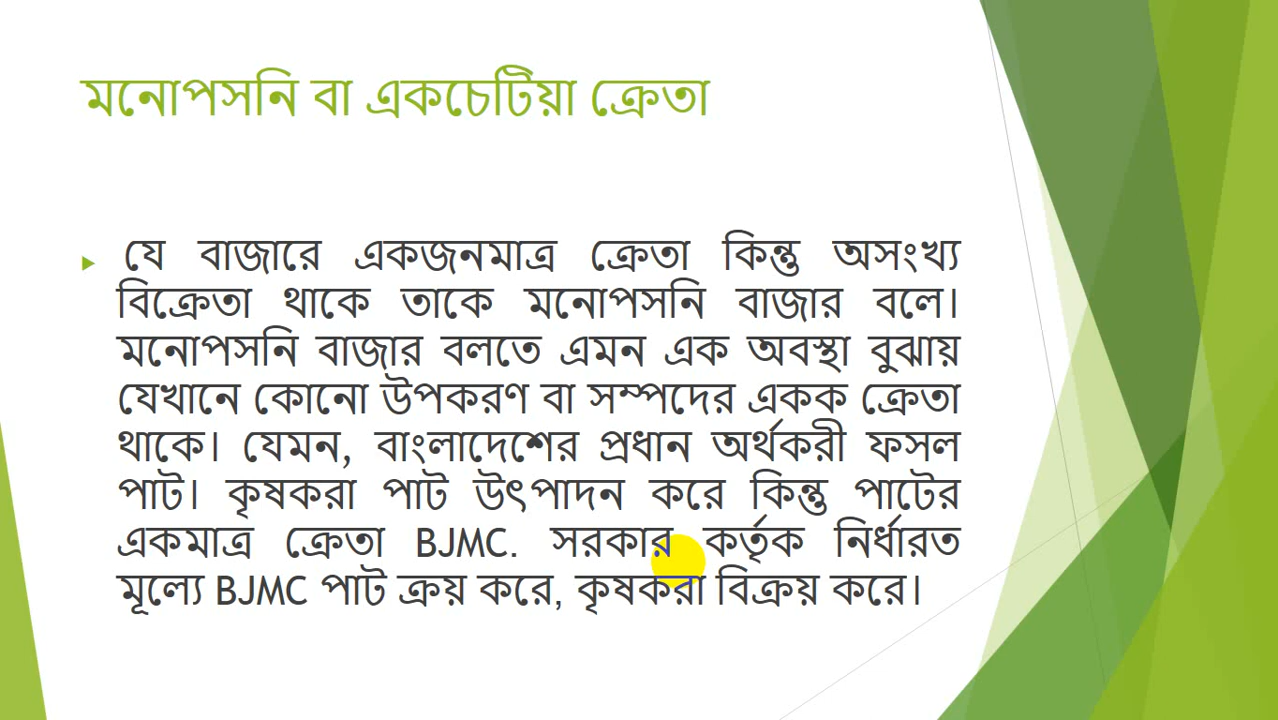 মনোপসনি বা একচেটিয়া ক্রেতা
যে বাজারে একজনমাত্র ক্রেতা কিন্তু অসংখ্য
বিক্রেতা থাকে তাকে মনোপসনি বাজার বলে।
মনোপসনি বাজার বলতে এমন এক অবস্থা বুঝায়
যেখানে কোনো উপকরণ বা সম্পদের একক ক্রেতা
থাকে। যেমন, বাংলাদেশের প্রধান অর্থকরী ফসল
পাট। কৃষকরা পাট উৎপাদন করে কিন্তু পাটের
একমাত্র ক্রেতা BJMC. সরকার কর্তৃক নির্ধারত
মূল্যে BJMC পাট ক্রয় করে, কৃষকরা বিক্রয় করে।